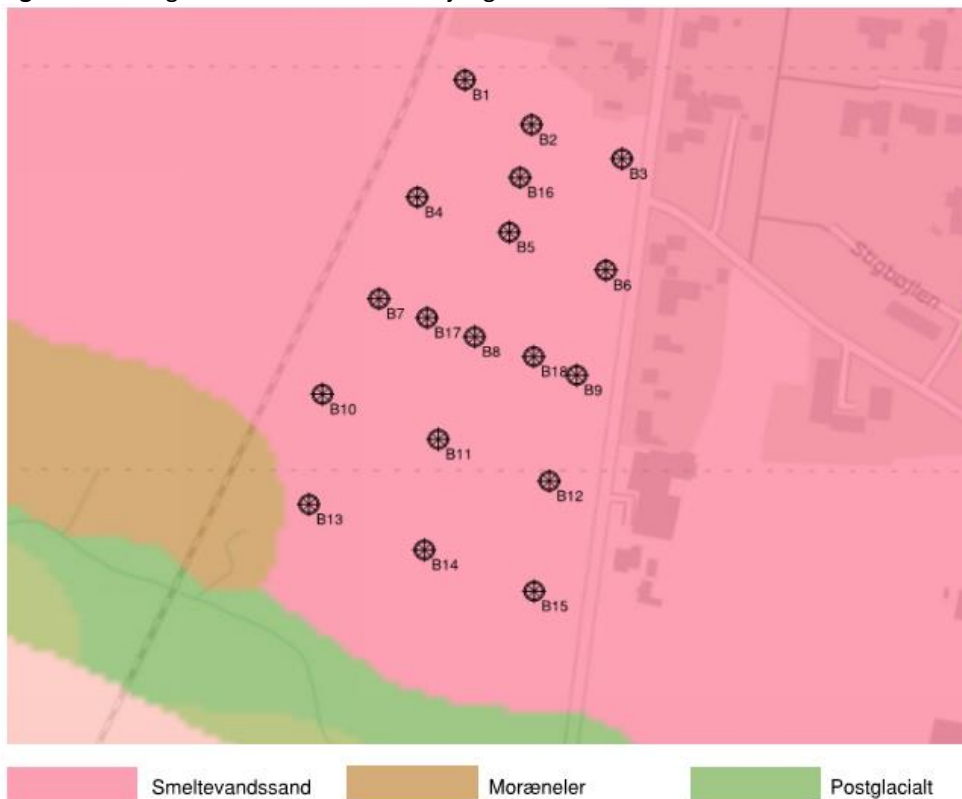 B1
B2
B3
B16
B4
B5
Stigbøjlen
B6
B7
B17
B8
B18
B9
B10
B11
B12
B13
B14
B15
Smeltevandssand Moræneler Postglacialt